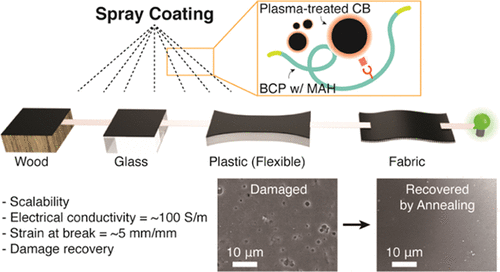 Spray Coating
Plasma-treated CB
BCP w/ MAH
Wood
Glass
Plastic (Flexible)
Fabric
- Scalability
- Electrical conductivity = ~100 S/m
- Strain at break = ~5 mm/mm
- Damage recovery
Damaged
10 μm
Recovered
by Annealing
10 μm